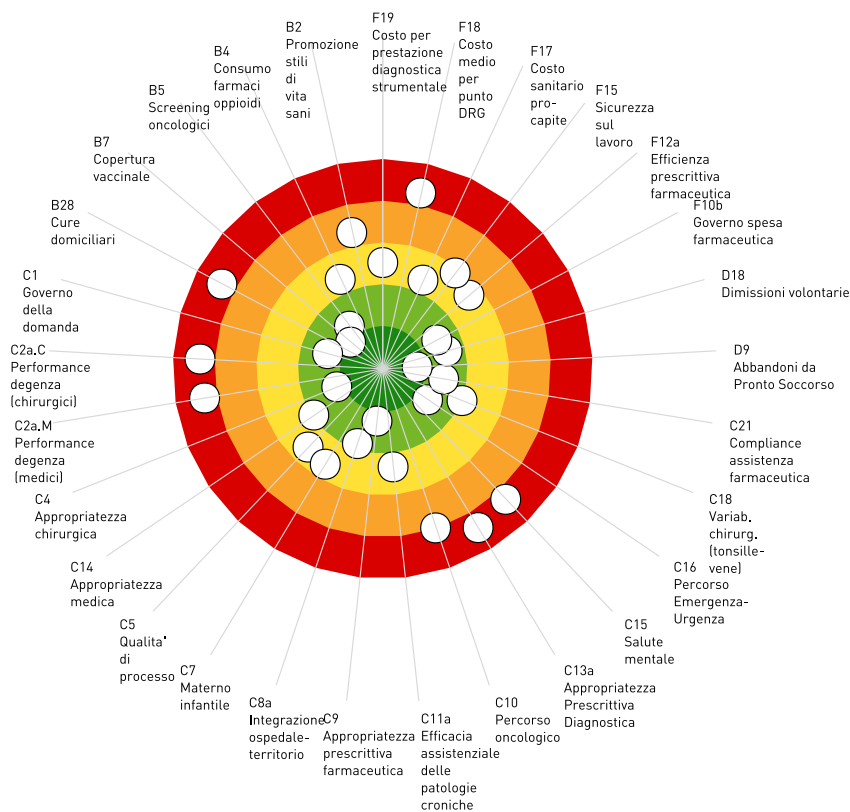 F19
Costo per
prestazione
diagnostica
strumentale
F18
Costo
medio
per
punto
DRG
F17
Costo
sanitario
pro-
capite
F15
Sicurezza
sul
lavoro
F12a
Efficienza
prescrittiva
farmaceutica
F10b
Governo spesa
farmaceutica
D18
Dimissioni volontarie
D9
Abbandoni da
Pronto Soccorso
C21
Compliance
assistenza
farmaceutica
C18
Variab.
chirurg.
(tonsille-
vene)
C16
Percorso
Emergenza-
Urgenza
C15
Salute
mentale
C13a
Appropriatezza
Prescrittiva
Diagnostica
C10
Percorso
oncologico
C11a
Efficacia
assistenziale
delle
patologie
croniche
C9
Appropriatezza
prescrittiva
farmaceutica
C8a
Integrazione
ospedale-
territorio
C7
Materno
infantile
C5
Qualita'
di
processo
C14
Appropriatezza
medica
C4
Appropriatezza
chirurgica
C2a.M
Performance
degenza
(medici)
C2a.C
Performance
degenza
(chirurgici)
C1
Governo
della
domanda
B28
Cure
domiciliari
B7
Copertura
vaccinale
B5
Screening
oncologici
B4
Consumo
farmaci
oppioidi
B2
Promozione
stili
di
vita
sani